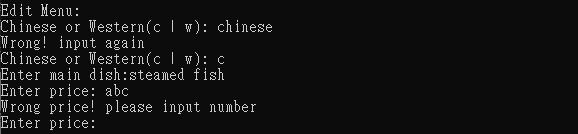 Edit Menu:
Chinese or Western(c | w): chinese
Wrong! input again
Chinese or Western(c | w): c
Enter main dish:steamed fish
Enter price: abc
Wrong price! please input number
Enter price: